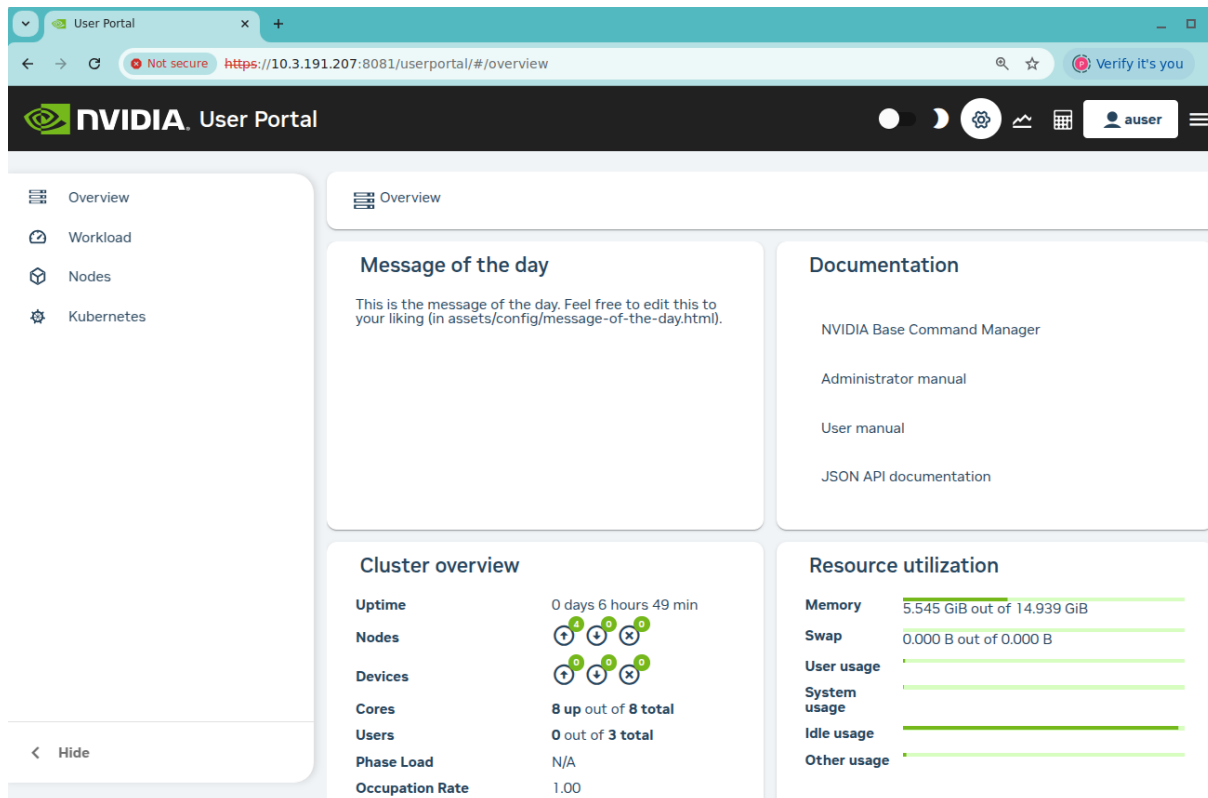 User Portal
Not secure https://10.3.191.207:8081/userportal/#/overview
Verify it's you
NVIDIA. User Portal
auser
Overview
Workload
Nodes
Kubernetes
Hide
Overview
Message of the day
This is the message of the day. Feel free to edit this to
your liking (in assets/config/message-of-the-day.html).
Documentation
NVIDIA Base Command Manager
Administrator manual
User manual
JSON API documentation
Cluster overview
Uptime 0 days 6 hours 49 min
Nodes 4 0 0
Devices 0 0 0
Cores 8 up out of 8 total
Users 0 out of 3 total
Phase Load N/A
Occupation Rate 1.00
Resource utilization
Memory 5.545 GiB out of 14.939 GiB
Swap 0.000 B out of 0.000 B
User usage
System
usage
Idle usage
Other usage